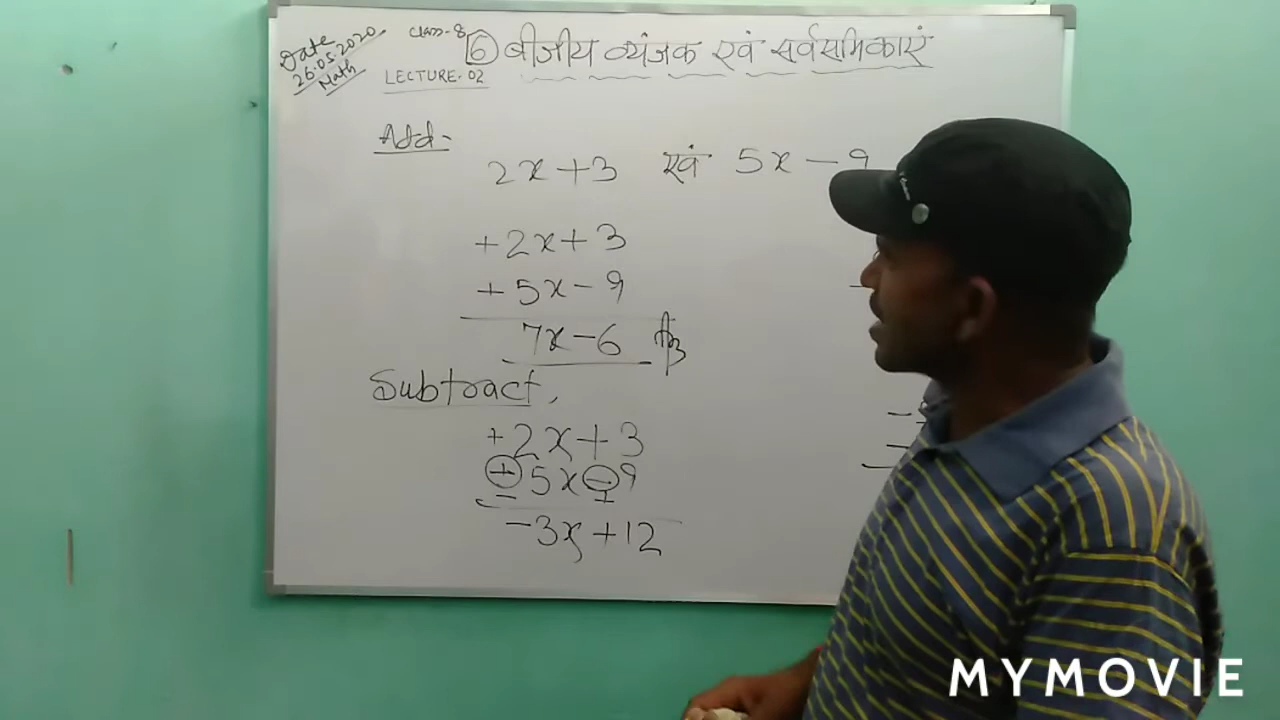 Date
26.05.2020
Math
Class-8
LECTURE-02
⑥ बीजीय व्यंजक एवं सर्वसमिकाएं
Add-
2x+3 एवं 5x-9
+2x+3
+5x-9
7x-6 Ans
Subtract,
+2x+3
+5x-9
- +
-3x+12
MYMOVIE